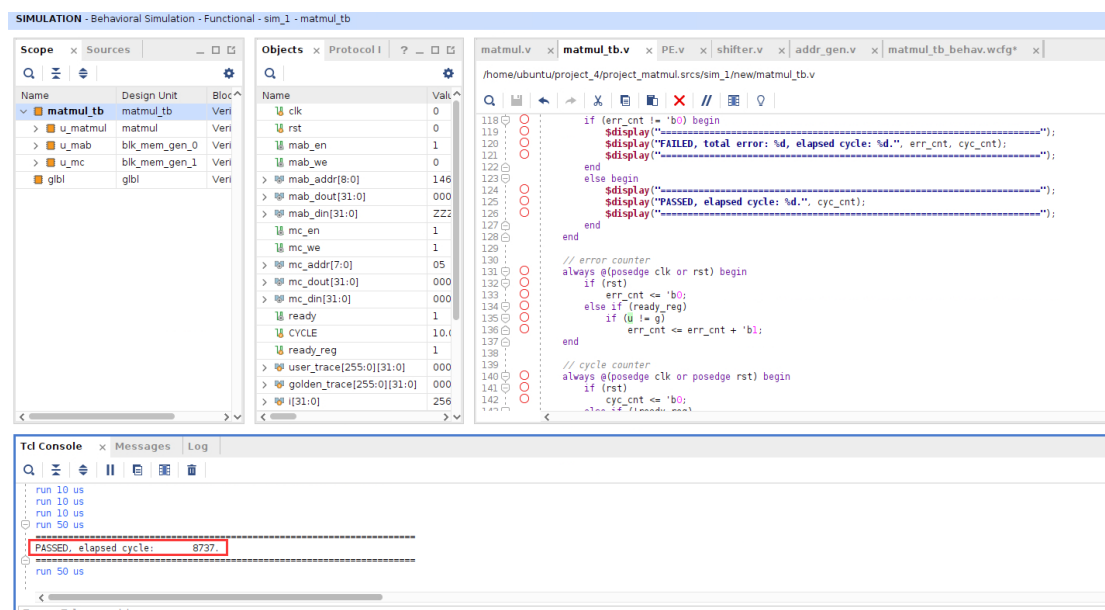 SIMULATION - Behavioral Simulation - Functional - sim_1 - matmul_tb
Scope x Sources
Name Design Unit Bloc
matmul_tb matmul_tb Veri
u_matmul matmul Veri
u_mab blk_mem_gen_0 Veri
u_mc blk_mem_gen_1 Veri
glbl glbl Veri
Objects x Protocol I ?
Name Valu
clk 0
rst 0
mab_en 1
mab_we 0
mab_addr[8:0] 146
mab_dout[31:0] 000
mab_din[31:0] ZZZ
mc_en 1
mc_we 1
mc_addr[7:0] 05
mc_dout[31:0] 000
mc_din[31:0] 000
ready 1
CYCLE 10.0
ready_reg 1
user_trace[255:0][31:0] 000
golden_trace[255:0][31:0] 000
i[31:0] 256
matmul.v x matmul_tb.v x PE.v x shifter.v x addr_gen.v x matmul_tb_behav.wcfg* x
/home/ubuntu/project_4/project_matmul.srcs/sim_1/new/matmul_tb.v
118 if (err_cnt != 'b0) begin
119 $display("=======================================================================");
120 $display("FAILED, total error: %d, elapsed cycle: %d.", err_cnt, cyc_cnt);
121 $display("=======================================================================");
122 end
123 else begin
124 $display("=======================================================================");
125 $display("PASSED, elapsed cycle: %d.", cyc_cnt);
126 $display("=======================================================================");
127 end
128 end
129
130 // error counter
131 always @(posedge clk or rst) begin
132 if (rst)
133 err_cnt <= 'b0;
134 else if (ready_reg)
135 if (u != g)
136 err_cnt <= err_cnt + 'b1;
137 end
138
139 // cycle counter
140 always @(posedge clk or posedge rst) begin
141 if (rst)
142 cyc_cnt <= 'b0;
Tcl Console x Messages Log
run 10 us
run 10 us
run 10 us
run 50 us
=======================================================================
PASSED, elapsed cycle: 8737.
=======================================================================
run 50 us